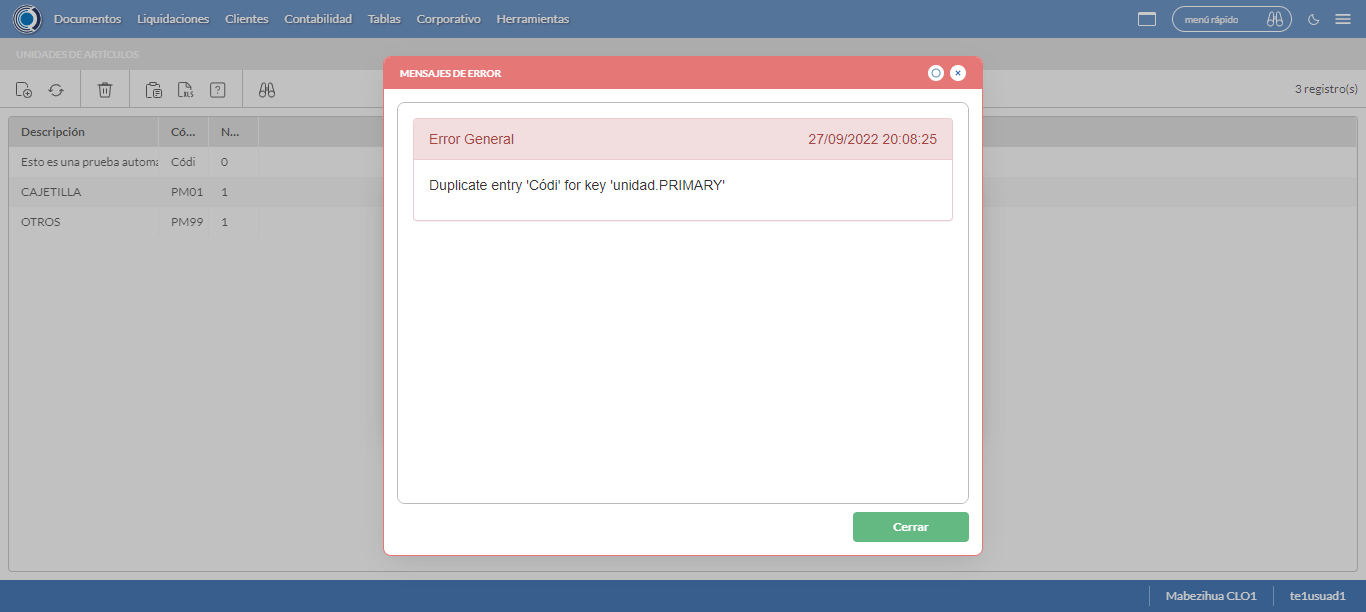 Documentos Liquidaciones Clientes Contabilidad Tablas Corporativo Herramientas menú rápido
UNIDADES DE ARTÍCULOS
MENSAJES DE ERROR
XLS ? 3 registro(s)
Descripción Có... N...
Error General 27/09/2022 20:08:25
Esto es una prueba automa Códi 0
Duplicate entry 'Códi' for key 'unidad.PRIMARY'
CAJETILLA PM01 1
OTROS PM99 1
Cerrar
Mabezihua CLO1 te1usuad1